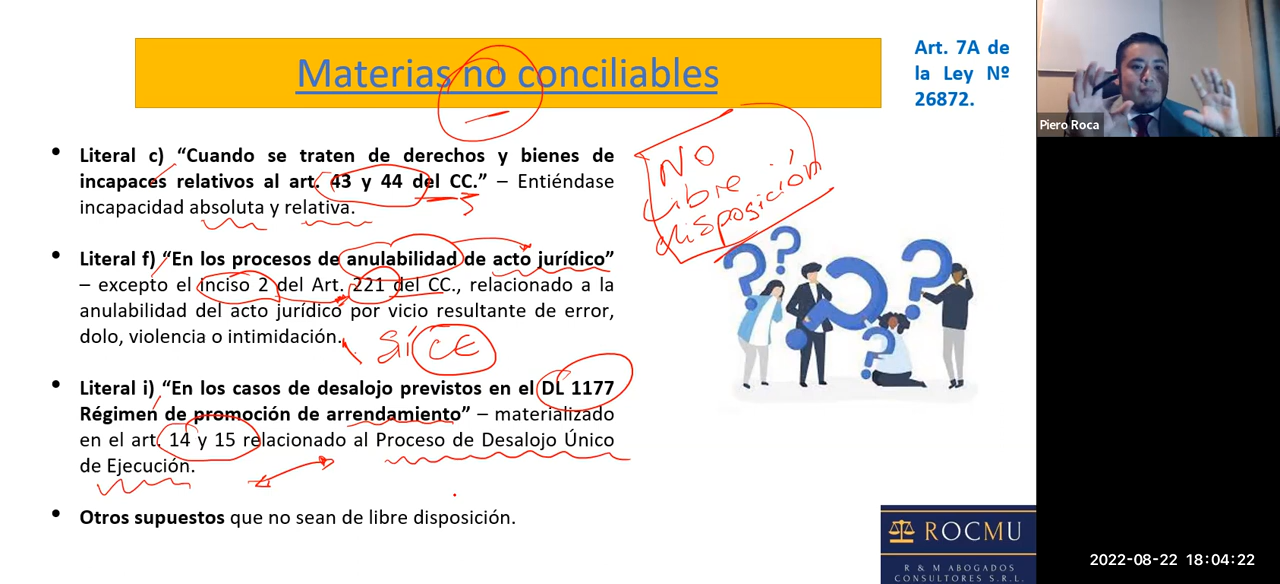 Materias no conciliables
Art. 7A de
la Ley Nº
26872.
Piero Roca
• Literal c) “Cuando se traten de derechos y bienes de
incapaces relativos al art. 43 y 44 del CC.” – Entiéndase
incapacidad absoluta y relativa.
NO
Libre
disposición
• Literal f) “En los procesos de anulabilidad de acto jurídico”
– excepto el inciso 2 del Art. 221 del CC., relacionado a la
anulabilidad del acto jurídico por vicio resultante de error,
dolo, violencia o intimidación.
SÍ CE
• Literal i) “En los casos de desalojo previstos en el DL 1177
Régimen de promoción de arrendamiento” – materializado
en el art. 14 y 15 relacionado al Proceso de Desalojo Único
de Ejecución.
• Otros supuestos que no sean de libre disposición.
ROCMU
R & M ABOGADOS
CONSULTORES S.R.L.
2022-08-22 18:04:22